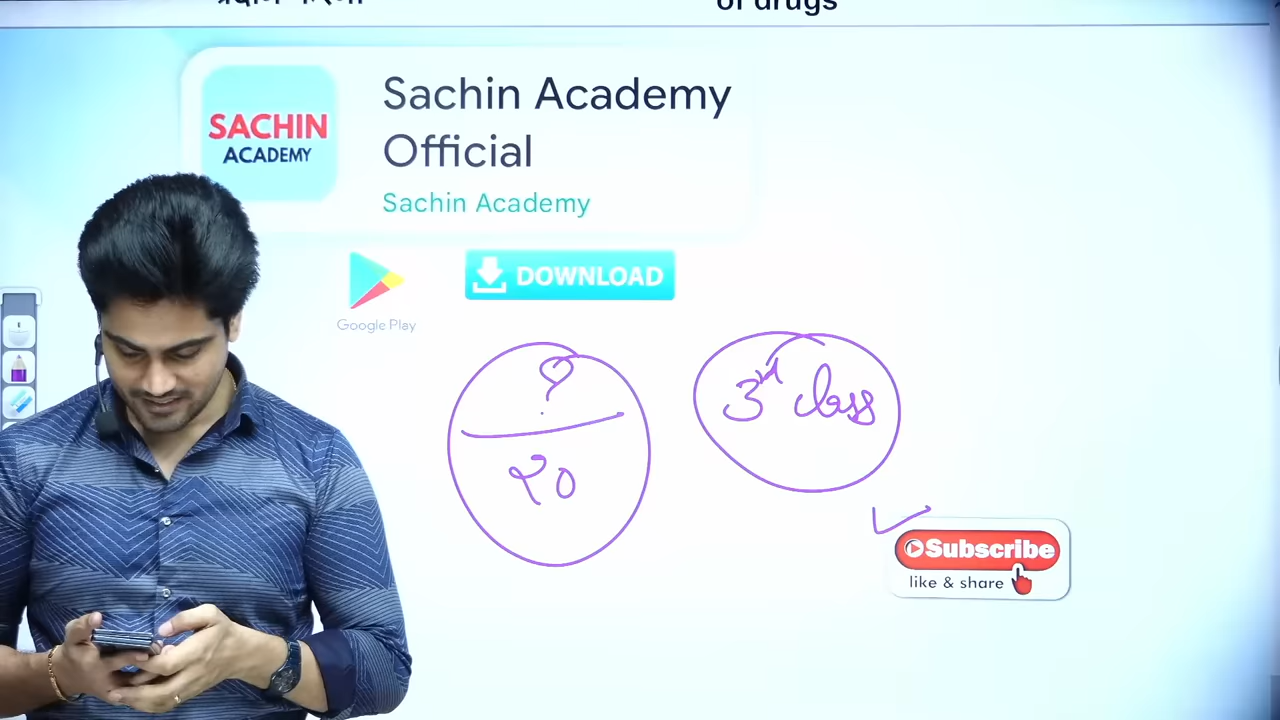 of drugs
Sachin Academy
Official
SACHIN
ACADEMY
Sachin Academy
DOWNLOAD
Google Play
?
२०
3rd class
Subscribe
like & share